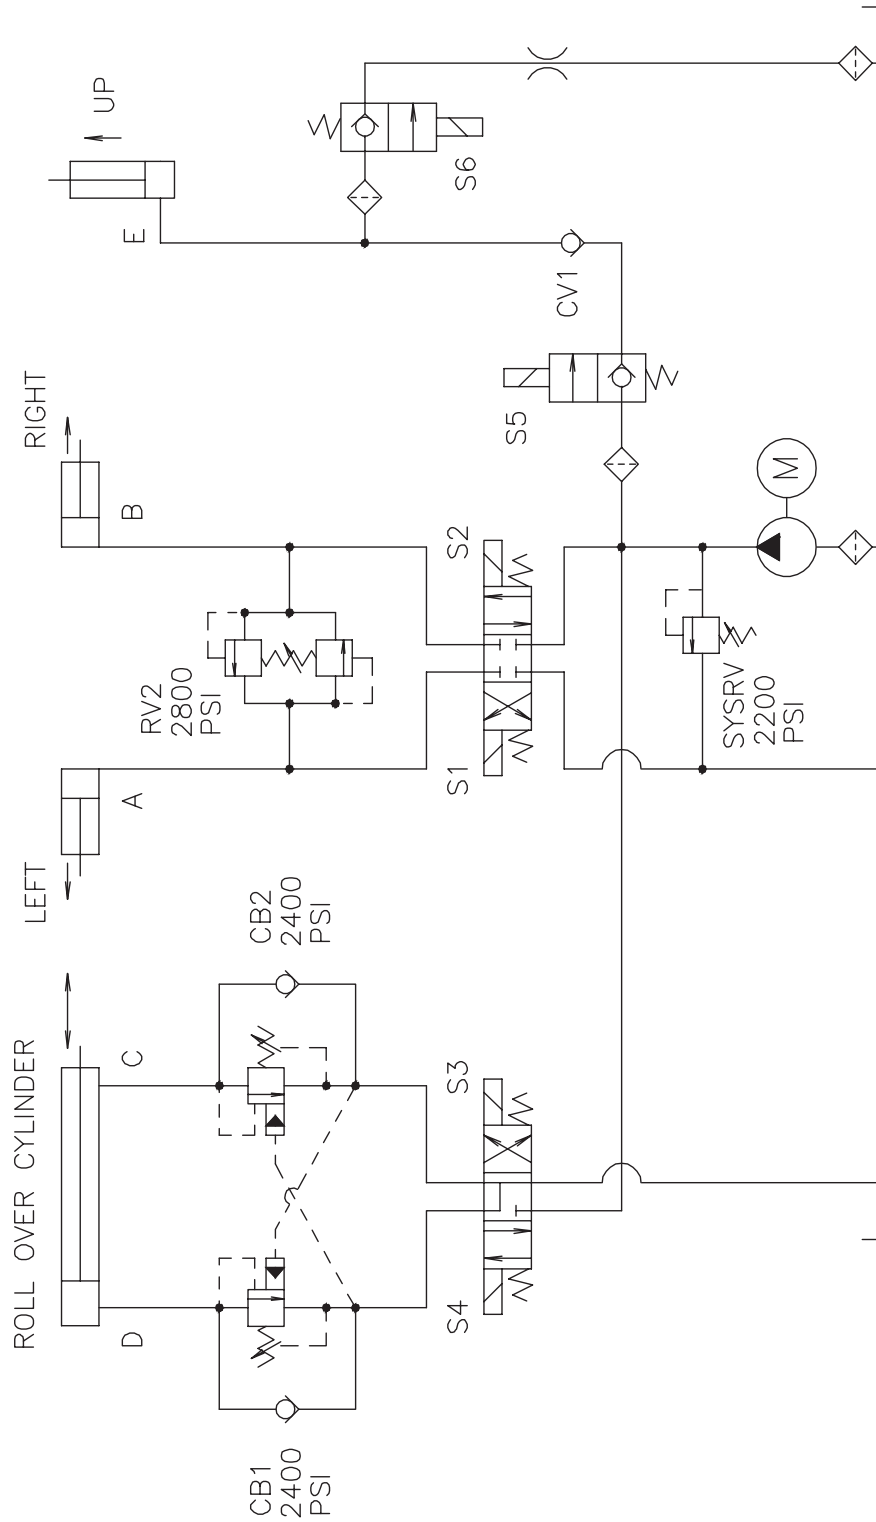 ROLL OVER CYLINDER
D
C
CB1
2400
PSI
CB2
2400
PSI
S4
S3
LEFT
A
RIGHT
B
RV2
2800
PSI
S1
S2
SYSRV
2200
PSI
M
S5
CV1
E
UP
S6